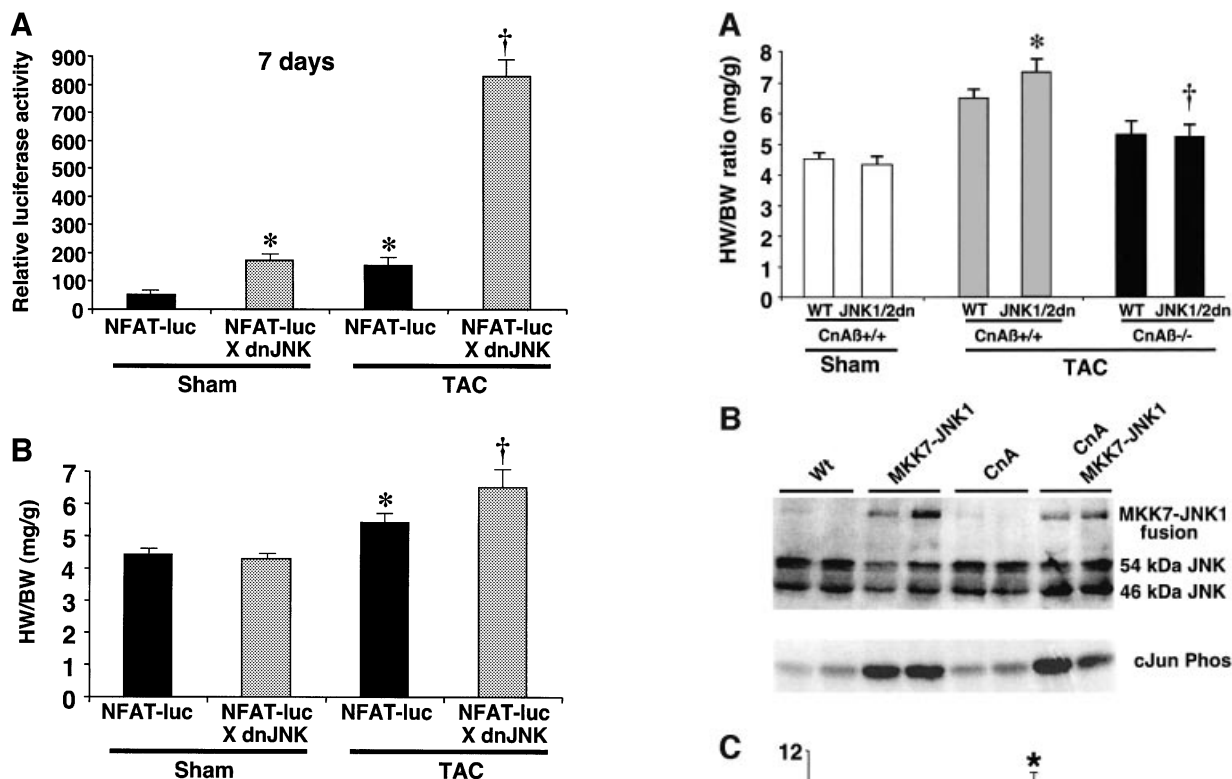 A
Relative luciferase activity
7 days
900
800
700
600
500
400
300
200
100
0
*
*
†
NFAT-luc
NFAT-luc
X dnJNK
NFAT-luc
NFAT-luc
X dnJNK
Sham
TAC
B
HW/BW (mg/g)
7
6
5
4
3
2
1
0
*
†
NFAT-luc
NFAT-luc
X dnJNK
NFAT-luc
NFAT-luc
X dnJNK
Sham
TAC
A
HW/BW ratio (mg/g)
8
7
6
5
4
3
2
1
0
*
†
WT JNK1/2dn
WT JNK1/2dn
WT JNK1/2dn
CnAß+/+
CnAß+/+
CnAß-/-
Sham
TAC
B
Wt
MKK7-JNK1
CnA
CnA
MKK7-JNK1
MKK7-JNK1
fusion
54 kDa JNK
46 kDa JNK
cJun Phos
C
12
*